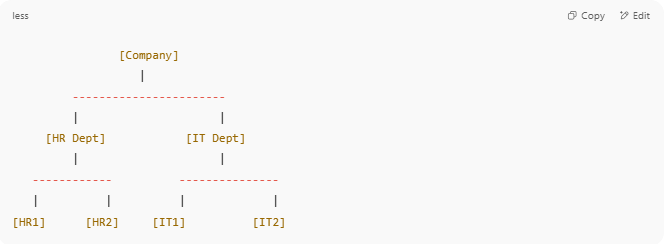 less Copy Edit
[Company]
|
-----------------------
| |
[HR Dept] [IT Dept]
| |
------------ ---------------
| | | |
[HR1] [HR2] [IT1] [IT2]